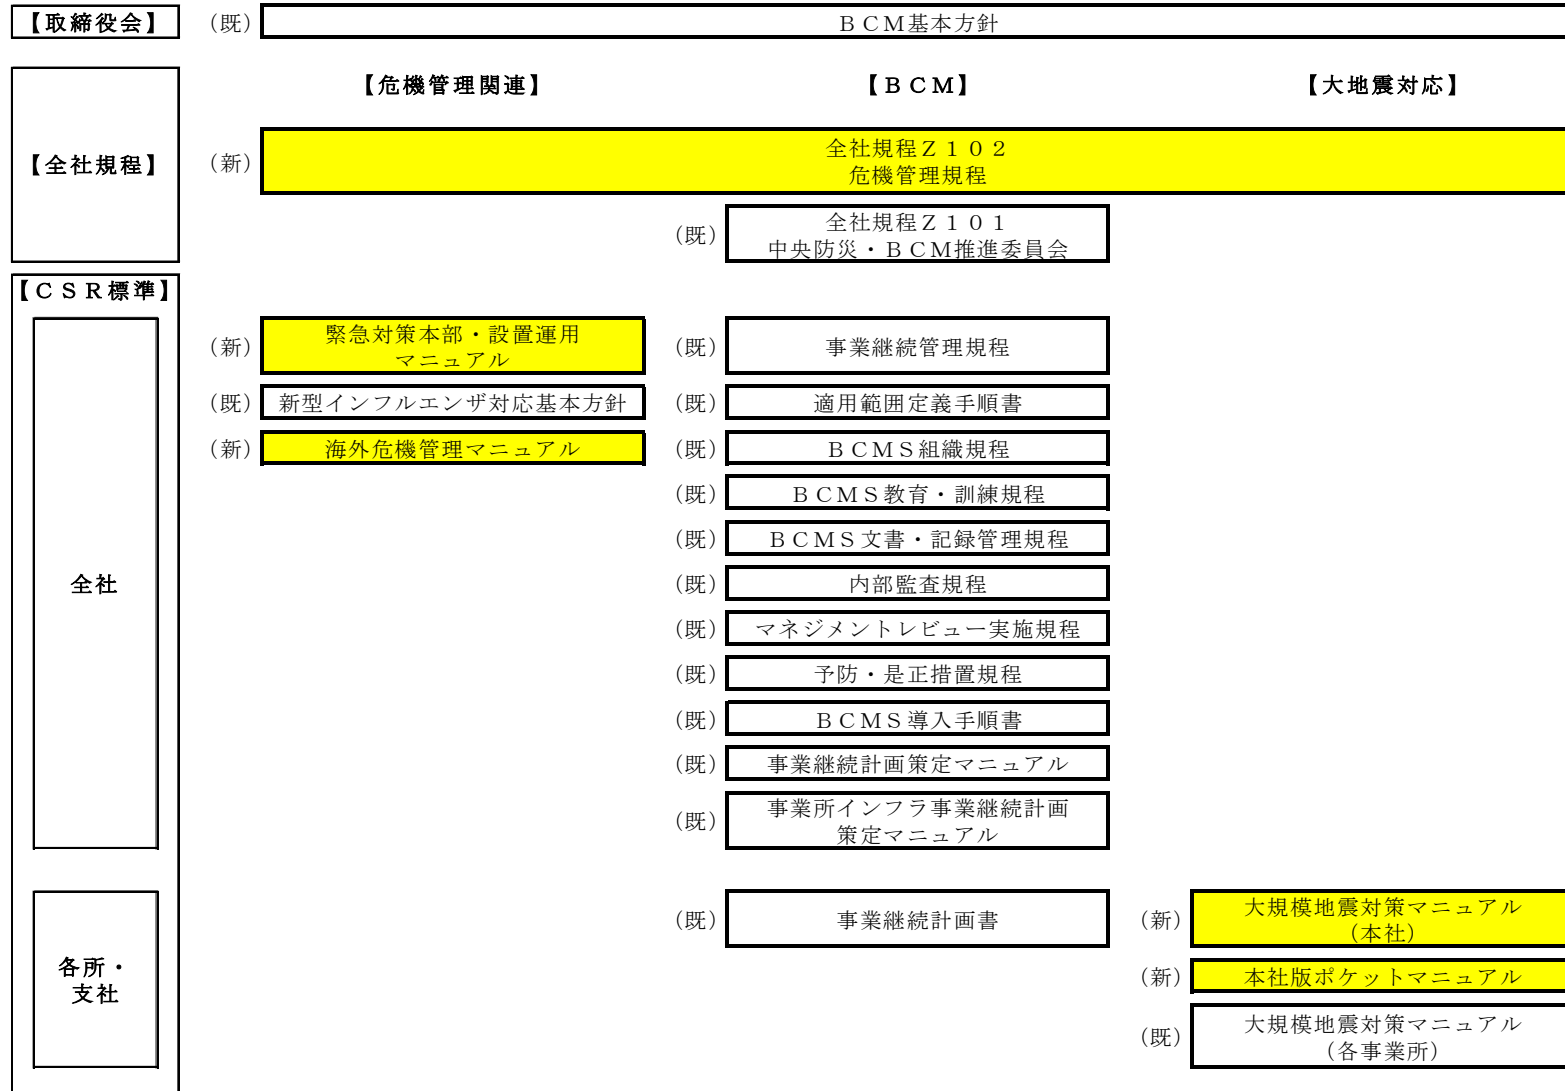 【取締役会】 (既) ＢＣＭ基本方針
【危機管理関連】 【ＢＣＭ】 【大地震対応】
【全社規程】 (新) 全社規程Ｚ１０２
危機管理規程
(既) 全社規程Ｚ１０１
中央防災・ＢＣＭ推進委員会
【ＣＳＲ標準】
全社
(新) 緊急対策本部・設置運用
マニュアル
(既) 事業継続管理規程
(既) 新型インフルエンザ対応基本方針 (既) 適用範囲定義手順書
(新) 海外危機管理マニュアル (既) ＢＣＭＳ組織規程
(既) ＢＣＭＳ教育・訓練規程
(既) ＢＣＭＳ文書・記録管理規程
(既) 内部監査規程
(既) マネジメントレビュー実施規程
(既) 予防・是正措置規程
(既) ＢＣＭＳ導入手順書
(既) 事業継続計画策定マニュアル
(既) 事業所インフラ事業継続計画
策定マニュアル
各所・
支社
(既) 事業継続計画書
(新) 大規模地震対策マニュアル
(本社)
(新) 本社版ポケットマニュアル
(既) 大規模地震対策マニュアル
(各事業所)